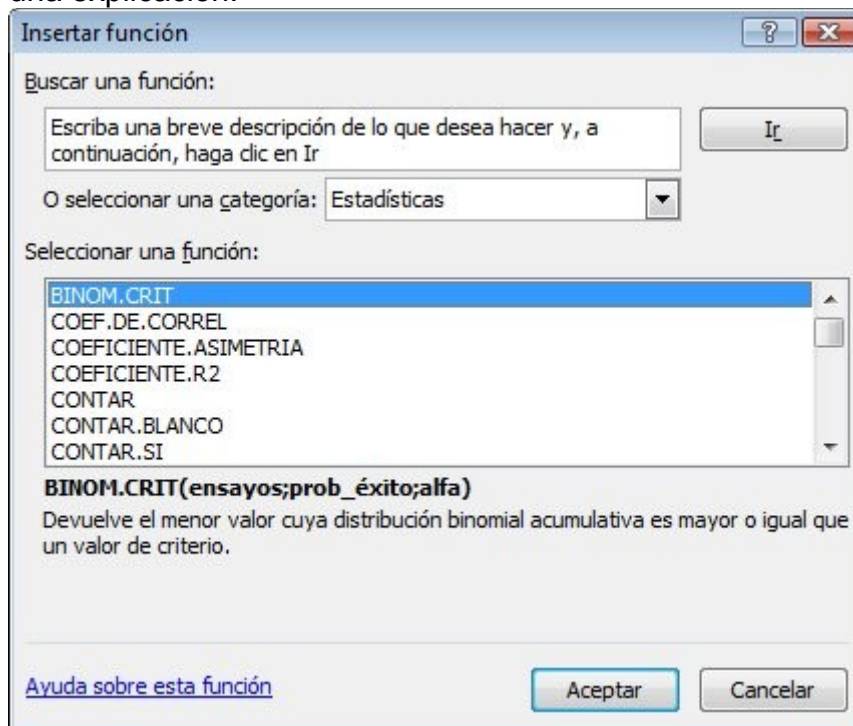 una explicación.
Insertar función
Buscar una función:
Escriba una breve descripción de lo que desea hacer y, a
continuación, haga clic en Ir
Ir
O seleccionar una categoría: Estadísticas
Seleccionar una función:
BINOM.CRIT
COEF.DE.CORREL
COEFICIENTE.ASIMETRIA
COEFICIENTE.R2
CONTAR
CONTAR.BLANCO
CONTAR.SI
BINOM.CRIT(ensayos;prob_éxito;alfa)
Devuelve el menor valor cuya distribución binomial acumulativa es mayor o igual que
un valor de criterio.
Ayuda sobre esta función
Aceptar
Cancelar